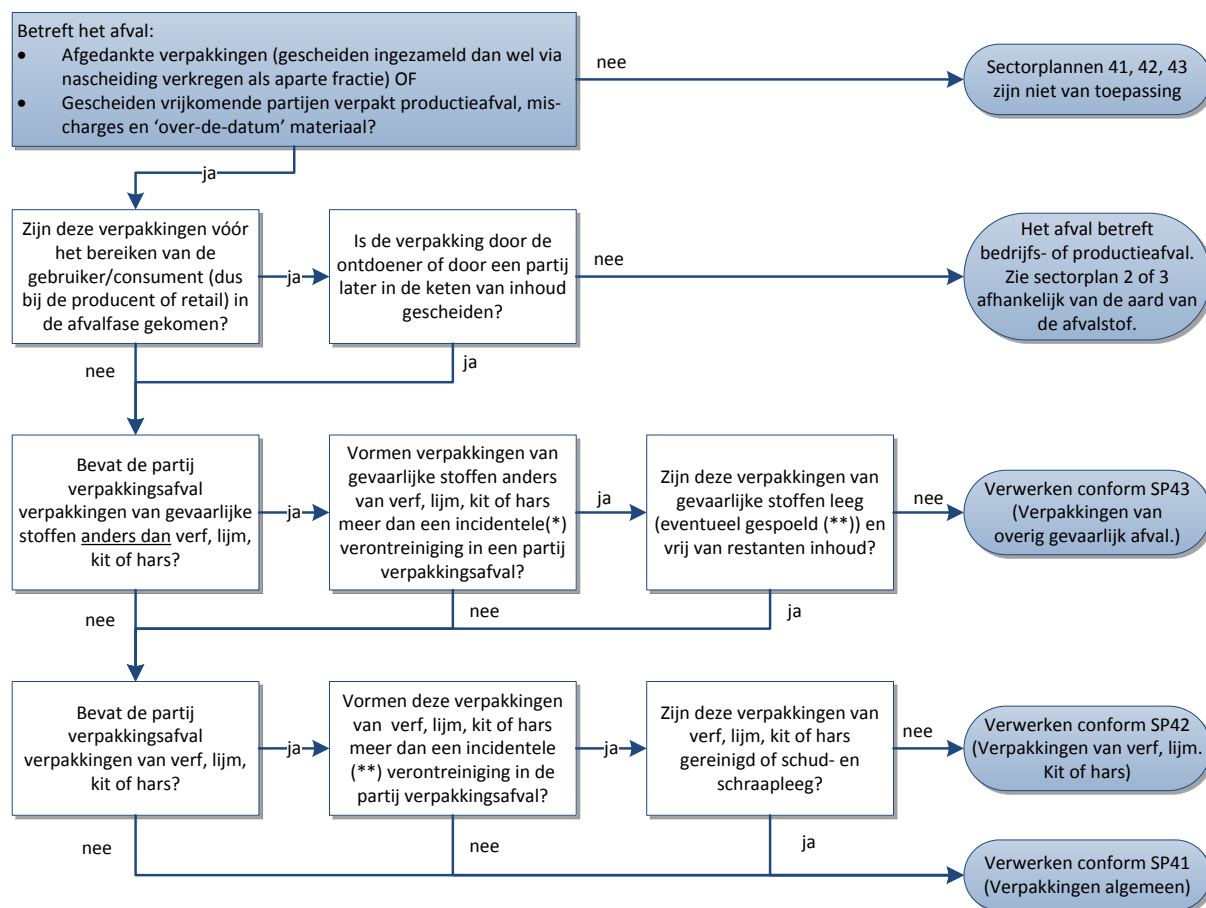 Betreft het afval:
• Afgedankte verpakkingen (gescheiden ingezameld dan wel via
nascheiding verkregen als aparte fractie) OF
• Gescheiden vrijkomende partijen verpakt productieafval, mis-
charges en ‘over-de-datum’ materiaal?
nee
Sectorplannen 41, 42, 43
zijn niet van toepassing
ja
Zijn deze verpakkingen vóór
het bereiken van de
gebruiker/consument (dus
bij de producent of retail) in
de afvalfase gekomen?
ja
Is de verpakking door de
ontdoener of door een partij
later in de keten van inhoud
gescheiden?
nee
Het afval betreft
bedrijfs- of productieafval.
Zie sectorplan 2 of 3
afhankelijk van de aard van
de afvalstof.
nee
ja
Bevat de partij
verpakkingsafval
verpakkingen van gevaarlijke
stoffen anders dan verf, lijm,
kit of hars?
ja
Vormen verpakkingen van
gevaarlijke stoffen anders
van verf, lijm, kit of hars
meer dan een incidentele(*)
verontreiniging in een partij
verpakkingsafval?
ja
Zijn deze verpakkingen van
gevaarlijke stoffen leeg
(eventueel gespoeld (**)) en
vrij van restanten inhoud?
nee
Verwerken conform SP43
(Verpakkingen van
overig gevaarlijk afval.)
nee
nee
ja
Bevat de partij
verpakkingsafval
verpakkingen van verf, lijm,
kit of hars?
ja
Vormen deze verpakkingen
van verf, lijm, kit of hars
meer dan een incidentele
(**) verontreiniging in de
partij verpakkingsafval?
ja
Zijn deze verpakkingen van
verf, lijm, kit of hars
gereinigd of schud- en
schraapleeg?
nee
Verwerken conform SP42
(Verpakkingen van verf, lijm.
Kit of hars)
nee
nee
ja
Verwerken conform SP41
(Verpakkingen algemeen)